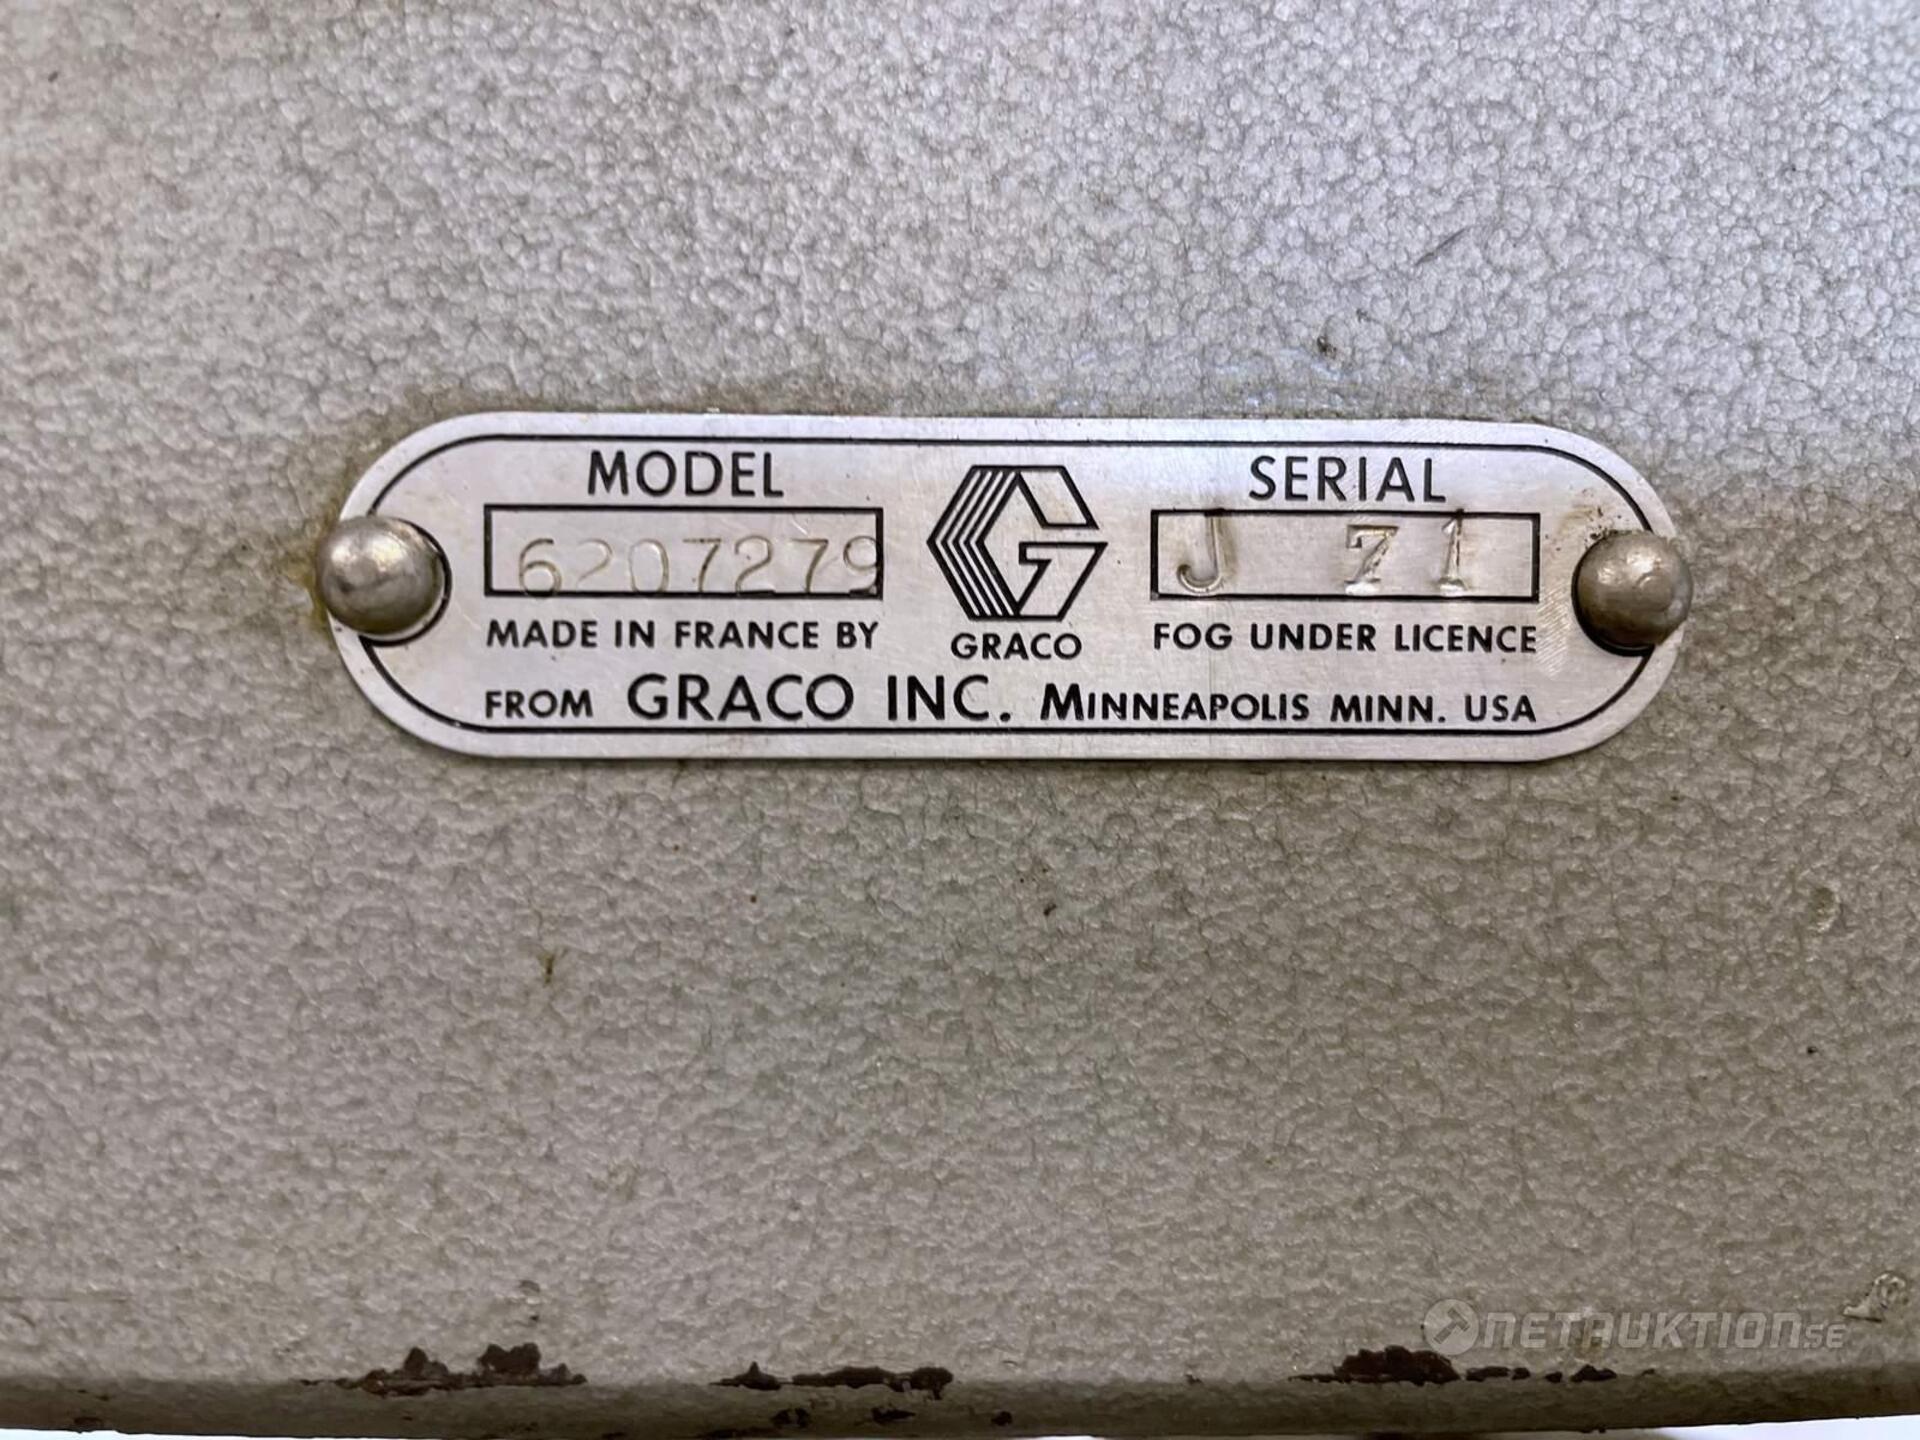 MODEL
6207279
SERIAL
J 71
MADE IN FRANCE BY
GRACO
FOG UNDER LICENCE
FROM GRACO INC. MINNEAPOLIS MINN. USA
NETAUKTION.SE